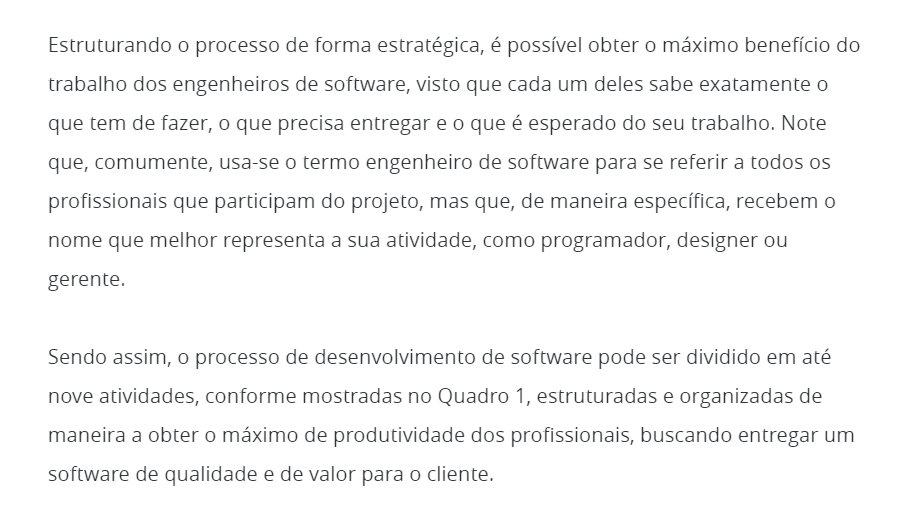 Estruturando o processo de forma estratégica, é possível obter o máximo benefício do
trabalho dos engenheiros de software, visto que cada um deles sabe exatamente o
que tem de fazer, o que precisa entregar e o que é esperado do seu trabalho. Note
que, comumente, usa-se o termo engenheiro de software para se referir a todos os
profissionais que participam do projeto, mas que, de maneira específica, recebem o
nome que melhor representa a sua atividade, como programador, designer ou
gerente.
Sendo assim, o processo de desenvolvimento de software pode ser dividido em até
nove atividades, conforme mostradas no Quadro 1, estruturadas e organizadas de
maneira a obter o máximo de produtividade dos profissionais, buscando entregar um
software de qualidade e de valor para o cliente.